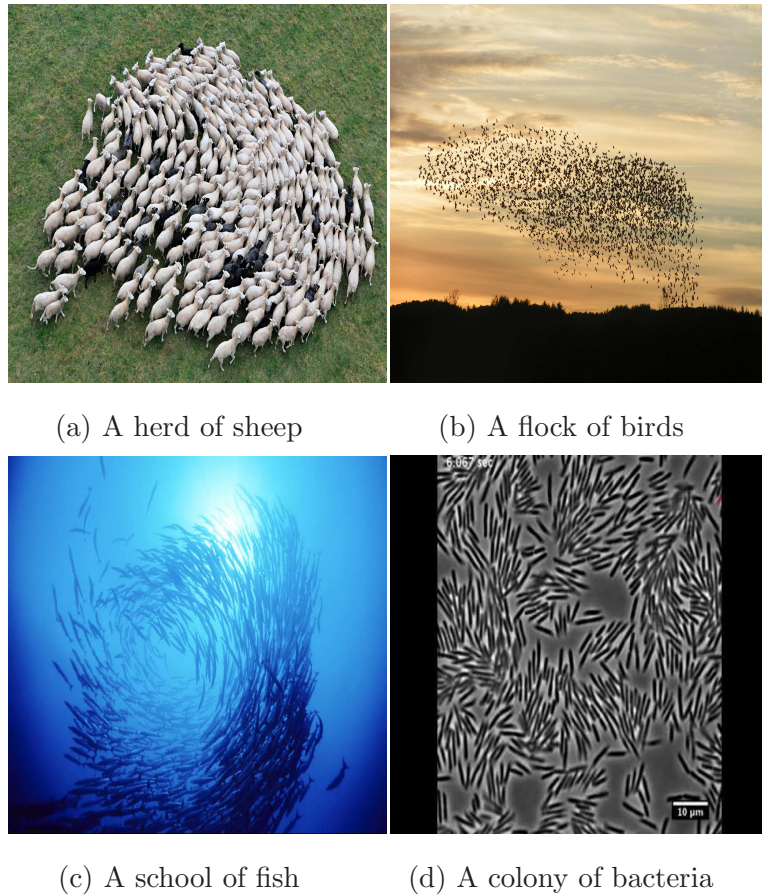 (a) A herd of sheep
(b) A flock of birds
6.067 sec
10 μm
(c) A school of fish
(d) A colony of bacteria